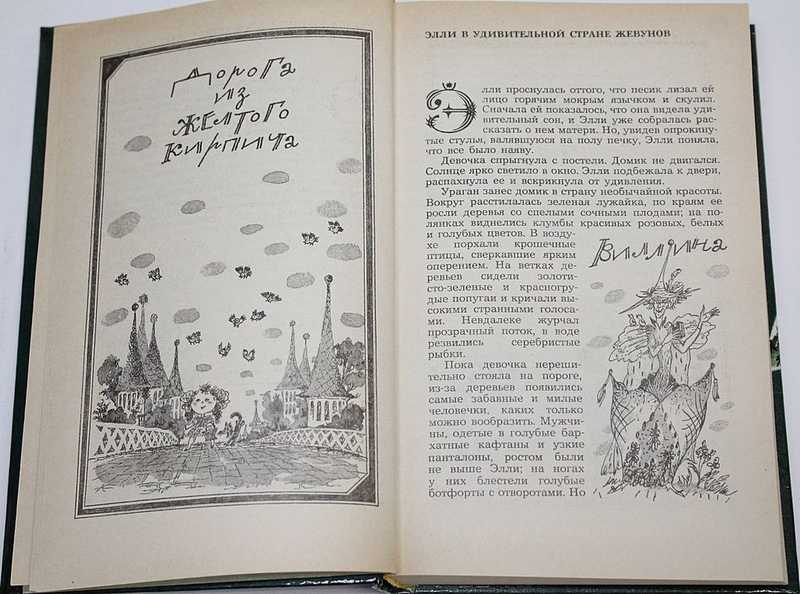 Дорога
из
желтого
кирпича
ЭЛЛИ В УДИВИТЕЛЬНОЙ СТРАНЕ ЖЕВУНОВ
Элли проснулась оттого, что песик лизал ей
лицо горячим мокрым язычком и скулил.
Сначала ей показалось, что она видела уди-
вительный сон, и Элли уже собралась рас-
сказать о нем матери. Но, увидев опрокину-
тые стулья, валявшуюся на полу печку, Элли поняла,
что все было наяву.
Девочка спрыгнула с постели. Домик не двигался.
Солнце ярко светило в окно. Элли подбежала к двери,
распахнула ее и вскрикнула от удивления.
Ураган занес домик в страну необычайной красоты.
Вокруг расстилалась зеленая лужайка, по краям ее
росли деревья со спелыми сочными плодами; на по-
лянках виднелись клумбы красивых розовых, белых
и голубых цветов. В возду-
хе порхали крошечные
птицы, сверкавшие ярким
оперением. На ветках де-
ревьев сидели золоти-
сто-зеленые и красногру-
дые попугаи и кричали вы-
сокими странными голоса-
ми. Невдалеке журчал
прозрачный поток, в воде
резвились серебристые
рыбки.
Пока девочка нереши-
тельно стояла на пороге,
из-за деревьев появились
самые забавные и милые
человечки, каких только
можно вообразить. Мужчи-
ны, одетые в голубые бар-
хатные кафтаны и узкие
панталоны, ростом были
не выше Элли; на ногах
у них блестели голубые
ботфорты с отворотами. Но
Виллина